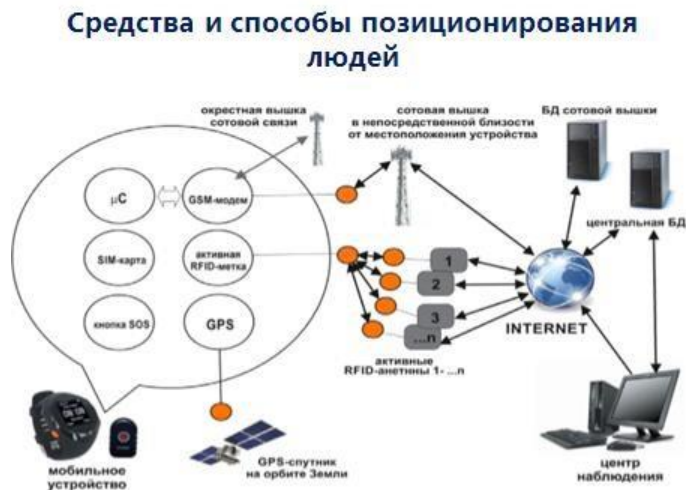 Средства и способы позиционирования
людей
окрестная вышка
сотовой связи
сотовая вышка
в непосредственной близости
от местоположения устройства
БД сотовой вышки
центральная БД
µC
GSM-модем
SIM-карта
активная
RFID-метка
кнопка SOS
GPS
1
2
3
...n
INTERNET
активные
RFID-анетнны 1- ...n
мобильное
устройство
GPS-спутник
на орбите Земли
центр
наблюдения